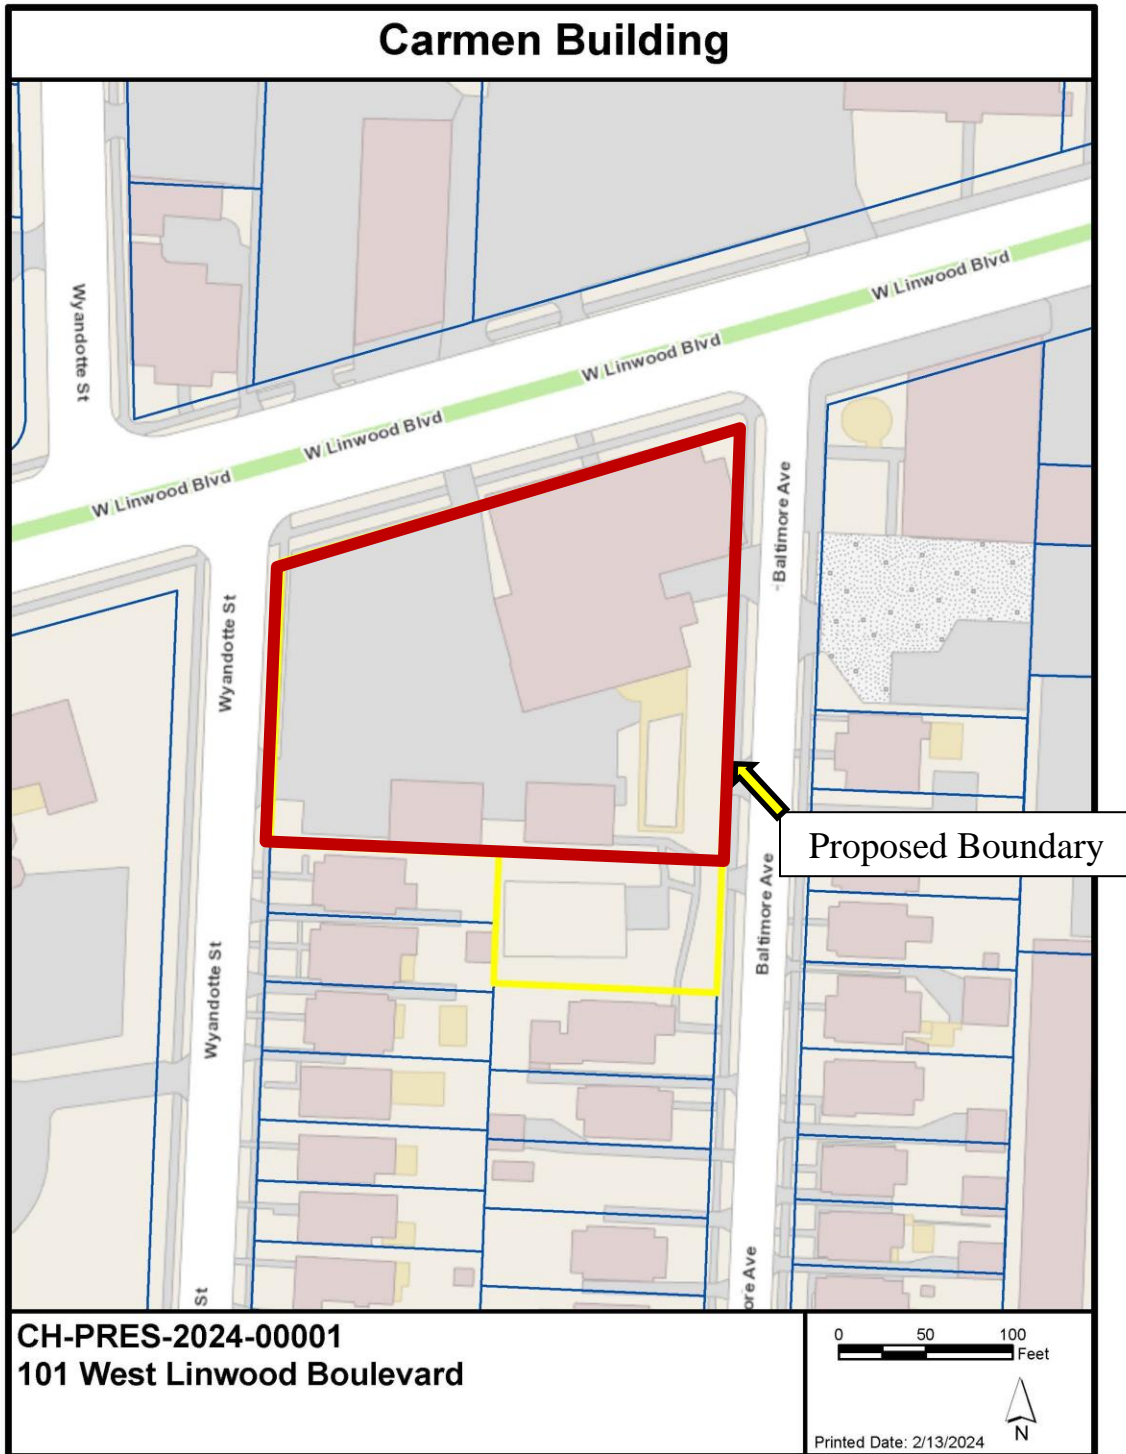 Carmen Building
Wyandotte St
W Linwood Blvd
W Linwood Blvd
W Linwood Blvd
W Linwood Blvd
Baltimore Ave
Wyandotte St
Proposed Boundary
Baltimore Ave
Wyandotte St
St
ore Ave
CH-PRES-2024-00001
101 West Linwood Boulevard
0 50 100
Feet
N
Printed Date: 2/13/2024